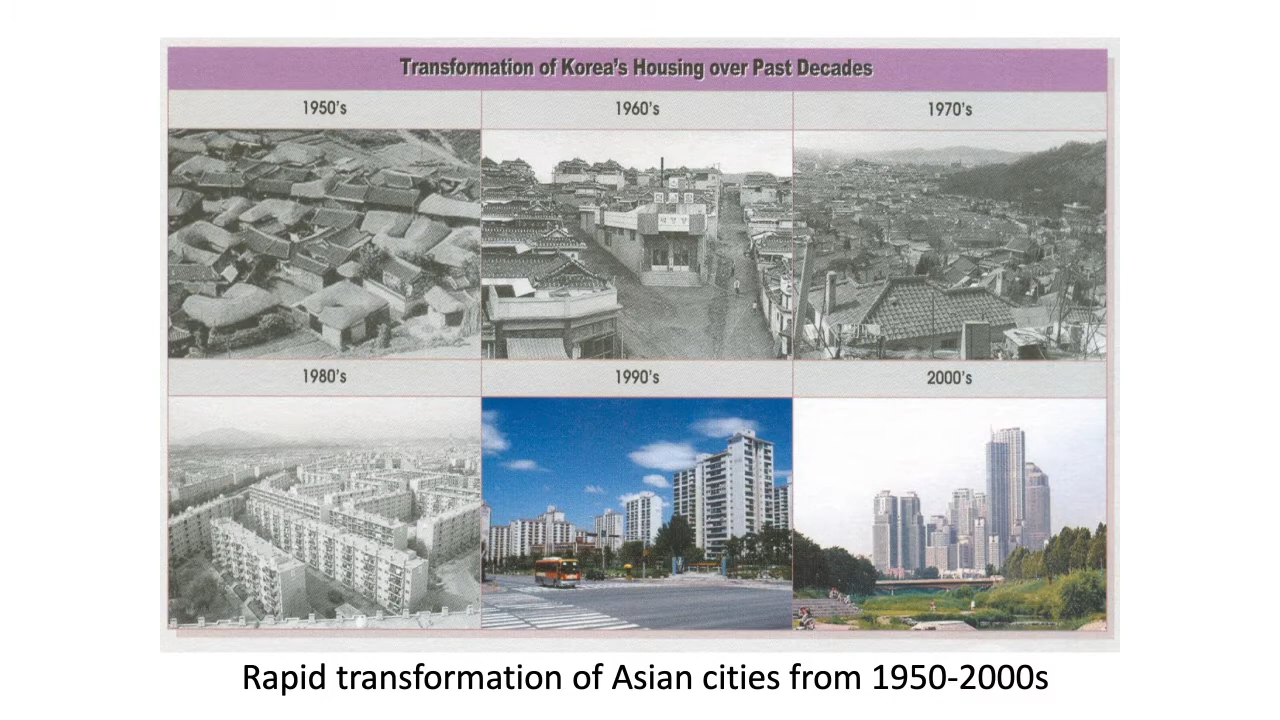 Transformation of Korea's Housing over Past Decades
1950's
1960's
1970's
1980's
1990's
2000's
Rapid transformation of Asian cities from 1950-2000s